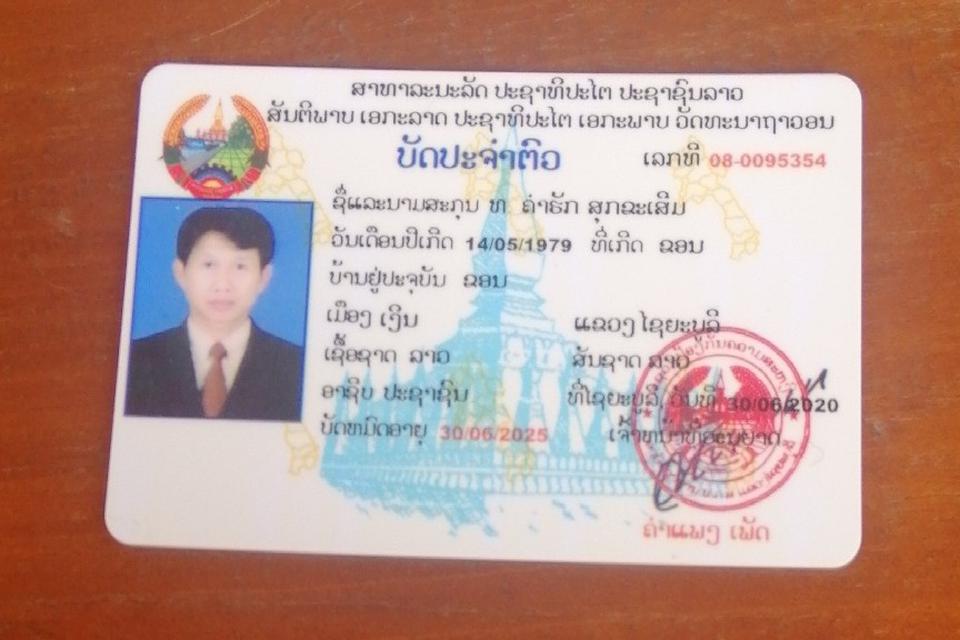 ສາທາລະນະລັດ ປະຊາທິປະໄຕ ປະຊາຊົນລາວ
ສັນຕິພາບ ເອກະລາດ ປະຊາທິປະໄຕ ເອກະພາບ ວັດທະນາຖາວອນ
ບັດປະຈຳຕົວ ເລກທີ 08-0095354
ຊື່ແລະນາມສະກຸນ ທ ຄຳຮັກ ສຸກຂະເສີມ
ວັນເດືອນປີເກີດ 14/05/1979 ທີ່ເກີດ ຂອນ
ບ້ານຢູ່ປະຈຸບັນ ຂອນ
ເມືອງ ເງິນ ແຂວງ ໄຊຍະບູລີ
ເຊື້ອຊາດ ລາວ ສັນຊາດ ລາວ
ອາຊີບ ປະຊາຊົນ ທີ່ໄຊຍະບູລີ, ວັນທີ 30/06/2020
ບັດຫມົດອາຍຸ 30/06/2025 ເຈົ້າຫນ້າທີ່ອະນຸຍາດ
ຄຳແພງ ເພັດ